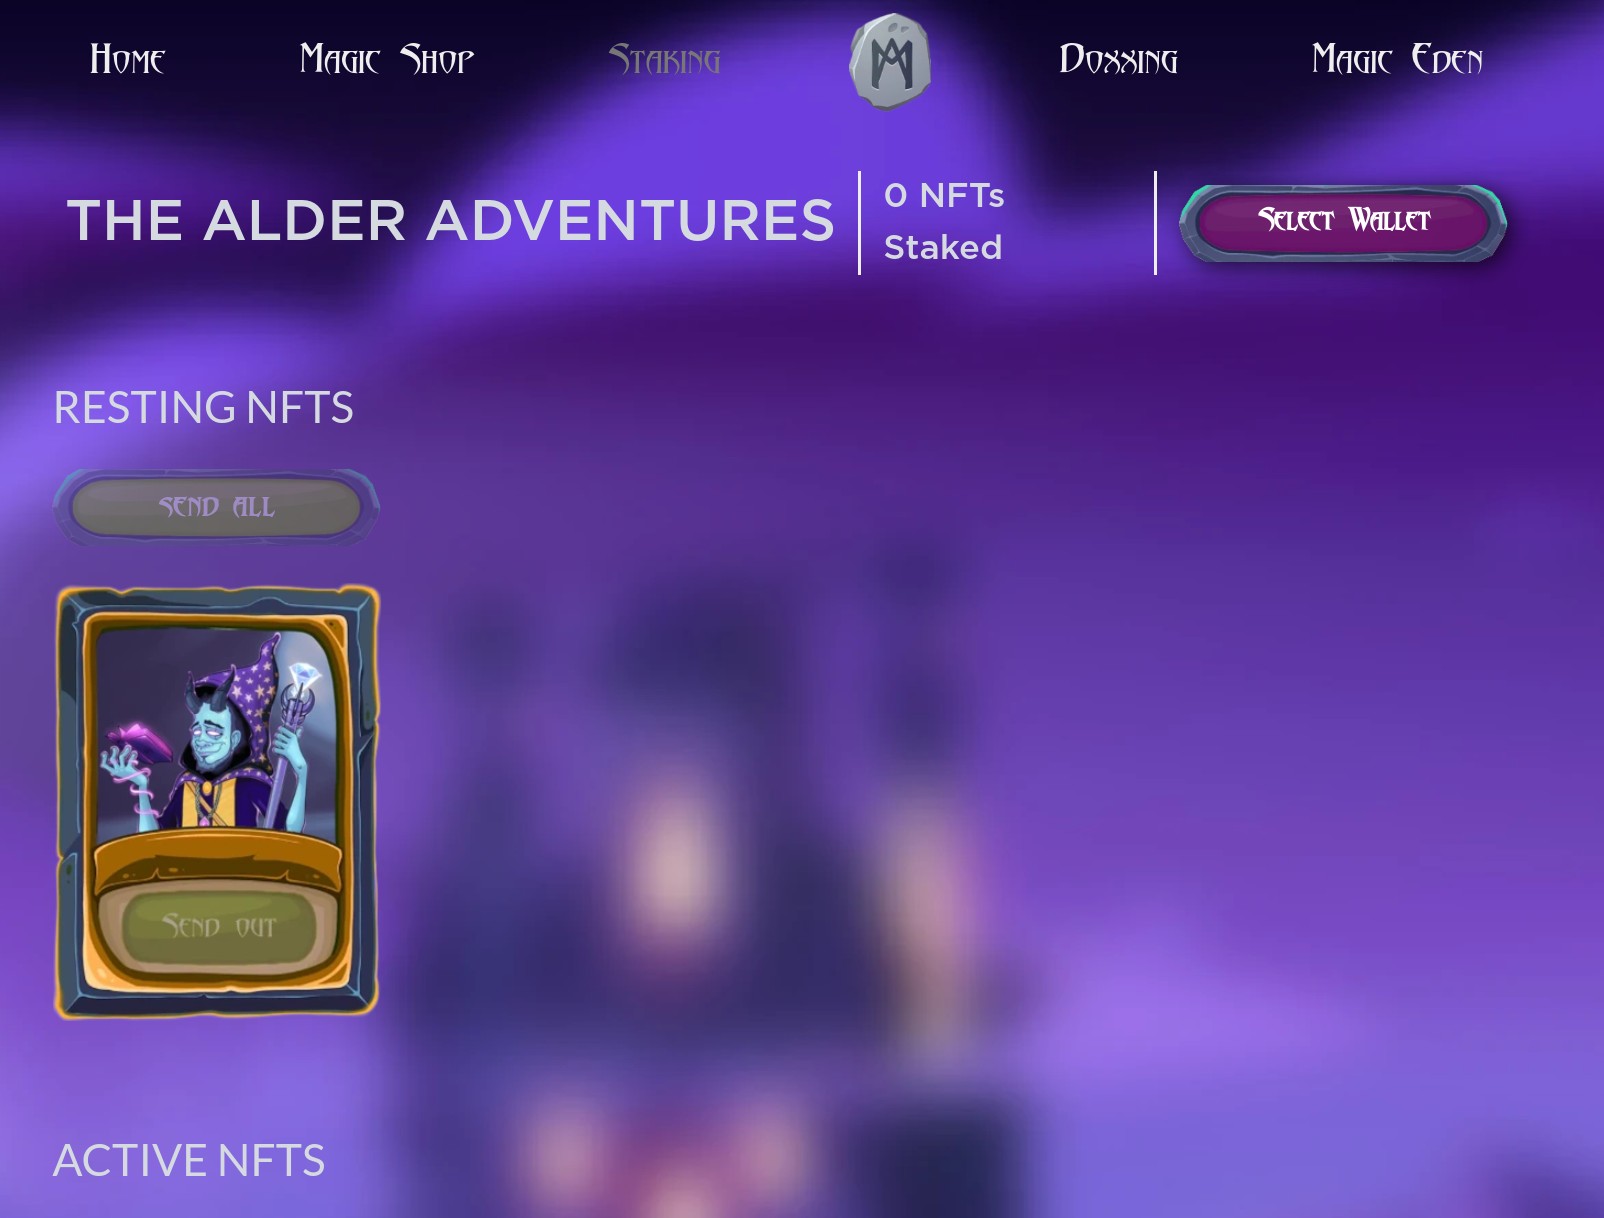 Home
Magic Shop
Staking
Doxxing
Magic Eden
THE ALDER ADVENTURES
0 NFTs
Staked
Select Wallet
RESTING NFTS
SEND ALL
Send out
ACTIVE NFTS